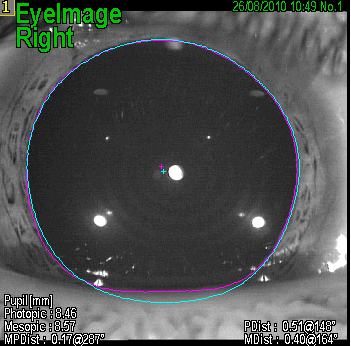 1
EyeImage
Right
26/08/2010 10:49 No.1
Pupil[mm]
Photopic : 8.46
Mesopic : 8.57
MPDist : 0.17@287°
PDist : 0.51@148°
MDist : 0.40@164°